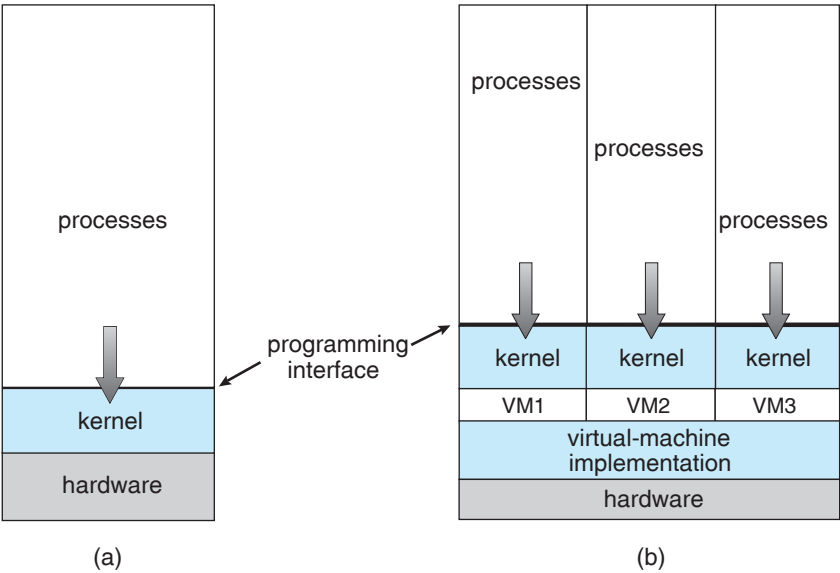 processes
kernel
hardware
(a)
programming
interface
processes
processes
processes
kernel
kernel
kernel
VM1
VM2
VM3
virtual-machine
implementation
hardware
(b)